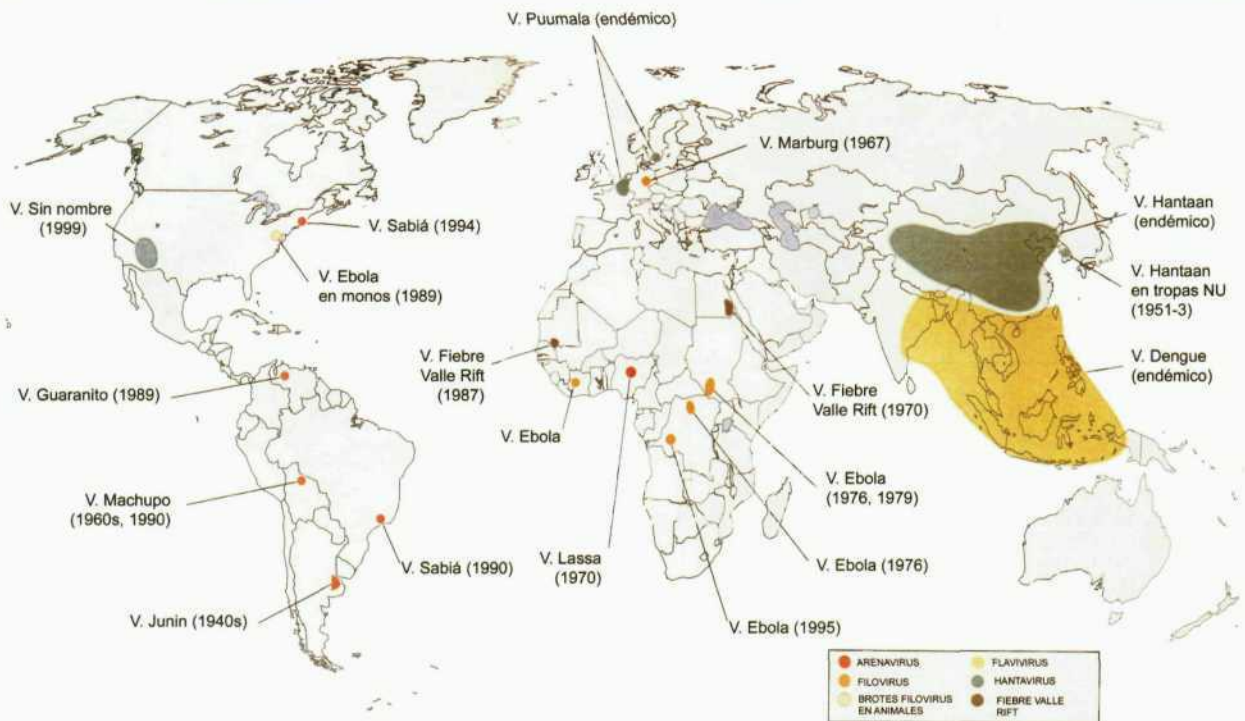 V. Puumala (endémico)
V. Marburg (1967)
V. Sin nombre
(1999)
V. Sabiá (1994)
V. Ebola
en monos (1989)
V. Hantaan
(endémico)
V. Hantaan
en tropas NU
(1951-3)
V. Dengue
(endémico)
V. Fiebre
Valle Rift
(1987)
V. Guaranito (1989)
V. Ebola
V. Fiebre
Valle Rift (1970)
V. Machupo
(1960s, 1990)
V. Sabiá (1990)
V. Lassa
(1970)
V. Ebola
(1976, 1979)
V. Ebola (1976)
V. Junin (1940s)
V. Ebola (1995)
ARENAVIRUS
FILOVIRUS
BROTES FILOVIRUS
EN ANIMALES
FLAVIVIRUS
HANTAVIRUS
FIEBRE VALLE
RIFT